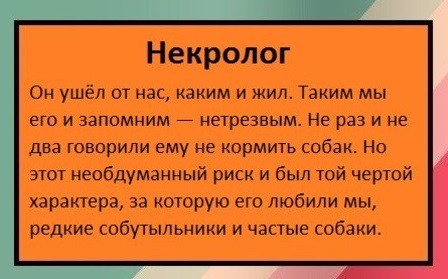 Некролог
Он ушёл от нас, каким и жил. Таким мы
его и запомним — нетрезвым. Не раз и не
два говорили ему не кормить собак. Но
этот необдуманный риск и был той чертой
характера, за которую его любили мы,
редкие собутыльники и частые собаки.